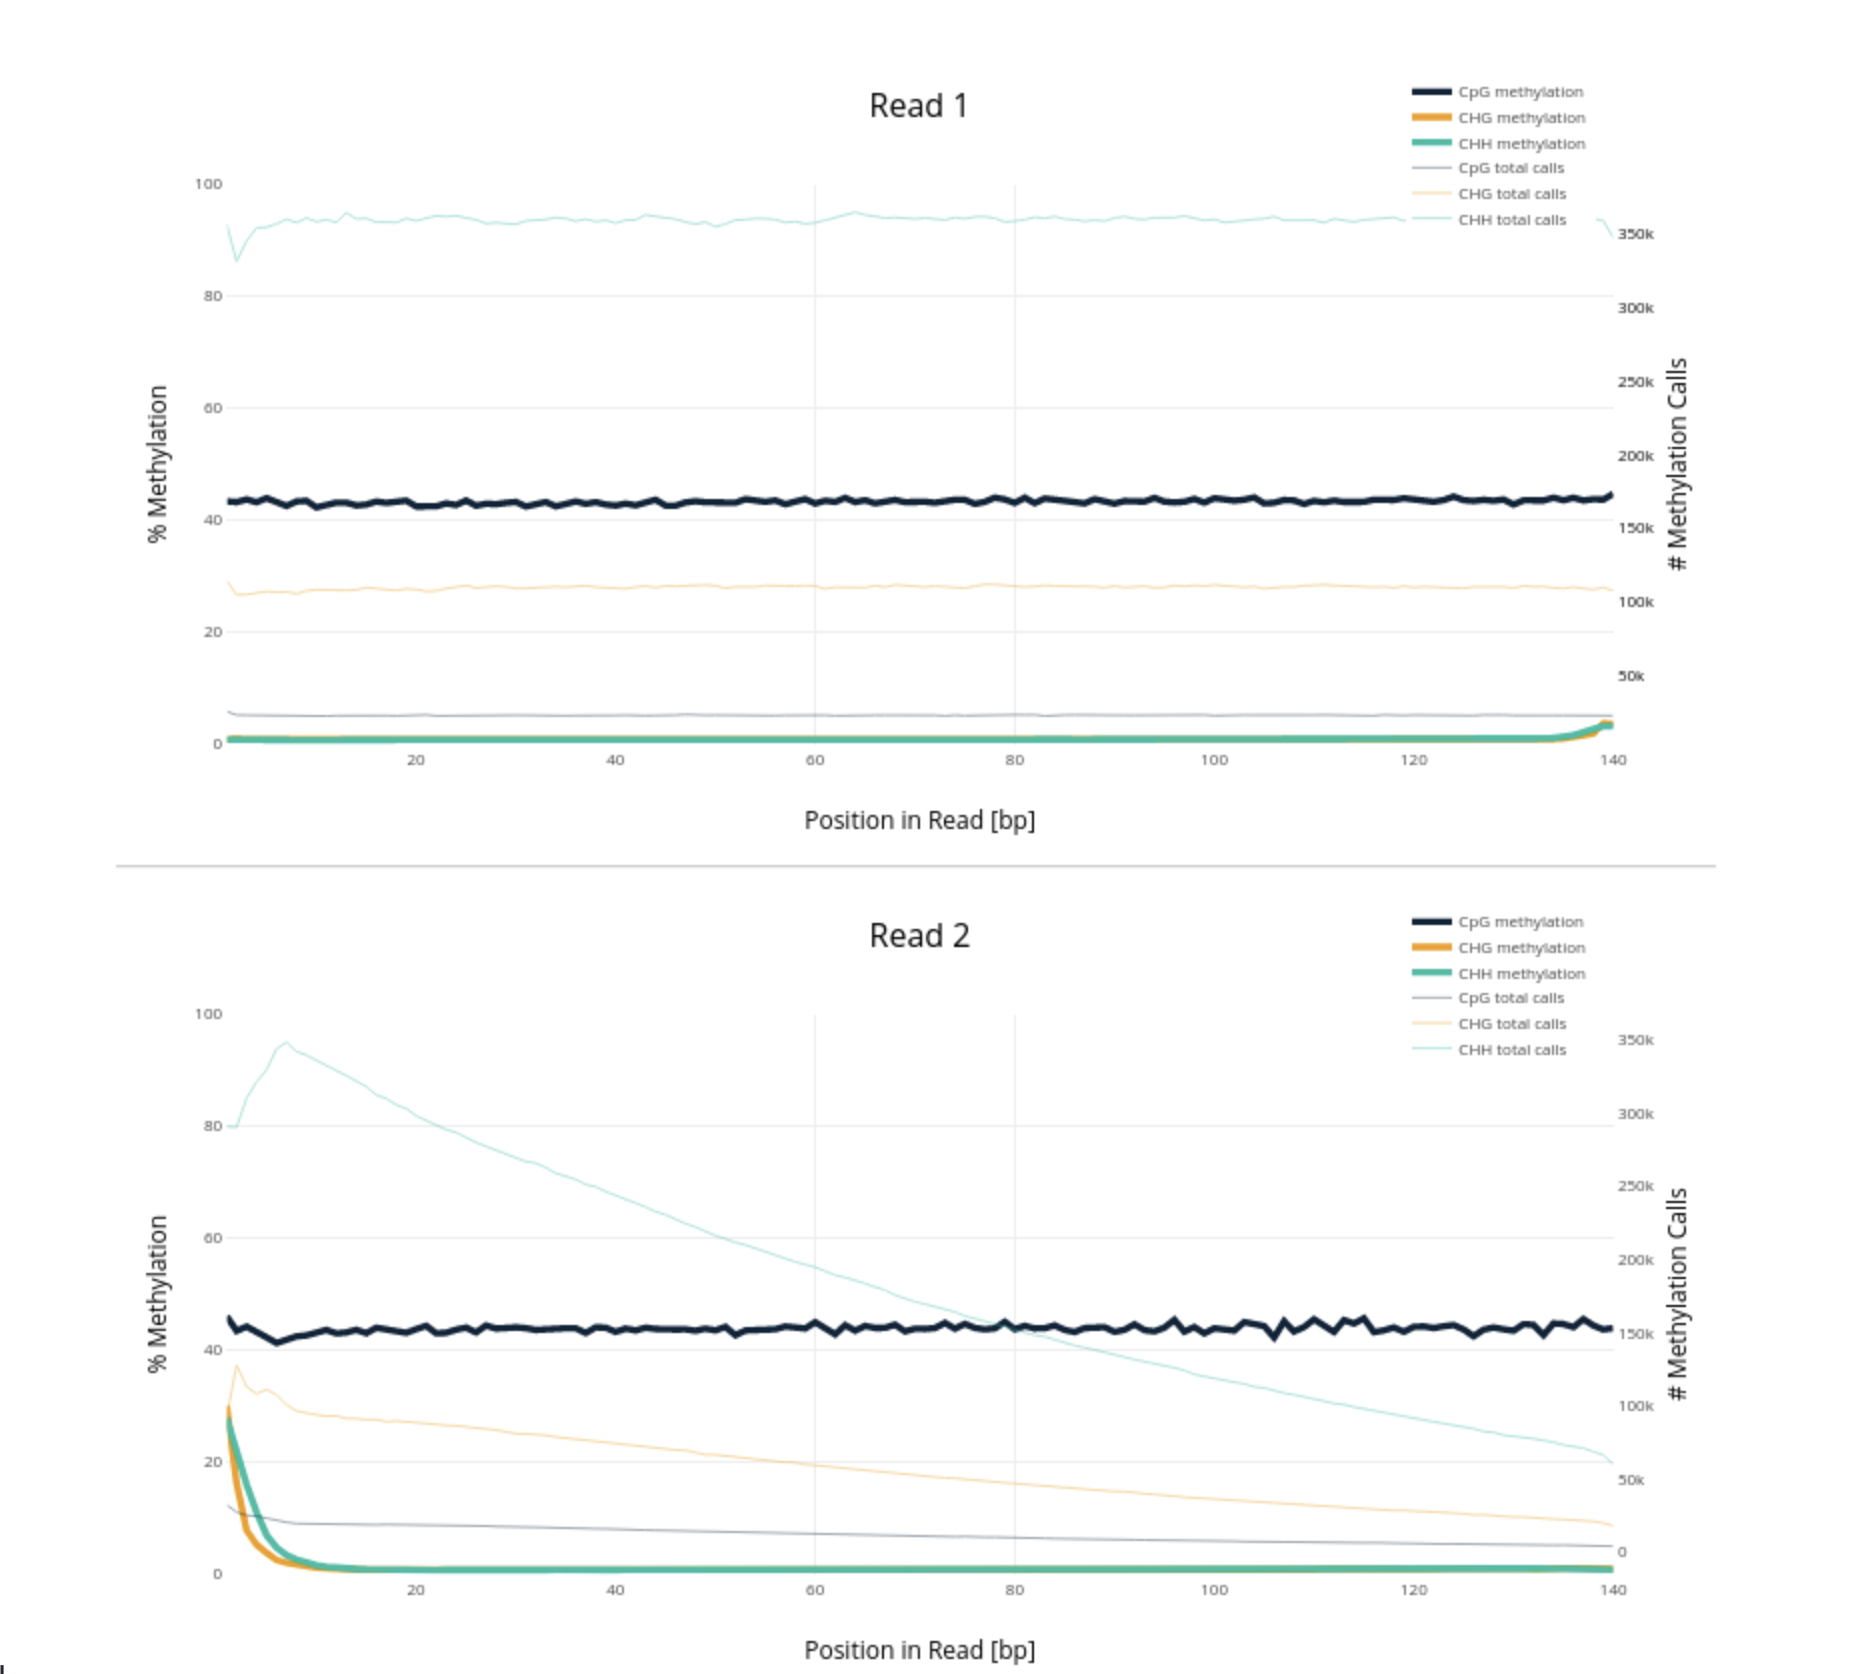 Read 1
CpG methylation
CHG methylation
CHH methylation
CpG total calls
CHG total calls
CHH total calls
100
80
60
40
20
0
% Methylation
350k
300k
250k
200k
150k
100k
50k
# Methylation Calls
20 40 60 80 100 120 140
Position in Read [bp]
Read 2
CpG methylation
CHG methylation
CHH methylation
CpG total calls
CHG total calls
CHH total calls
100
80
60
40
20
0
% Methylation
350k
300k
250k
200k
150k
100k
50k
0
# Methylation Calls
20 40 60 80 100 120 140
Position in Read [bp]